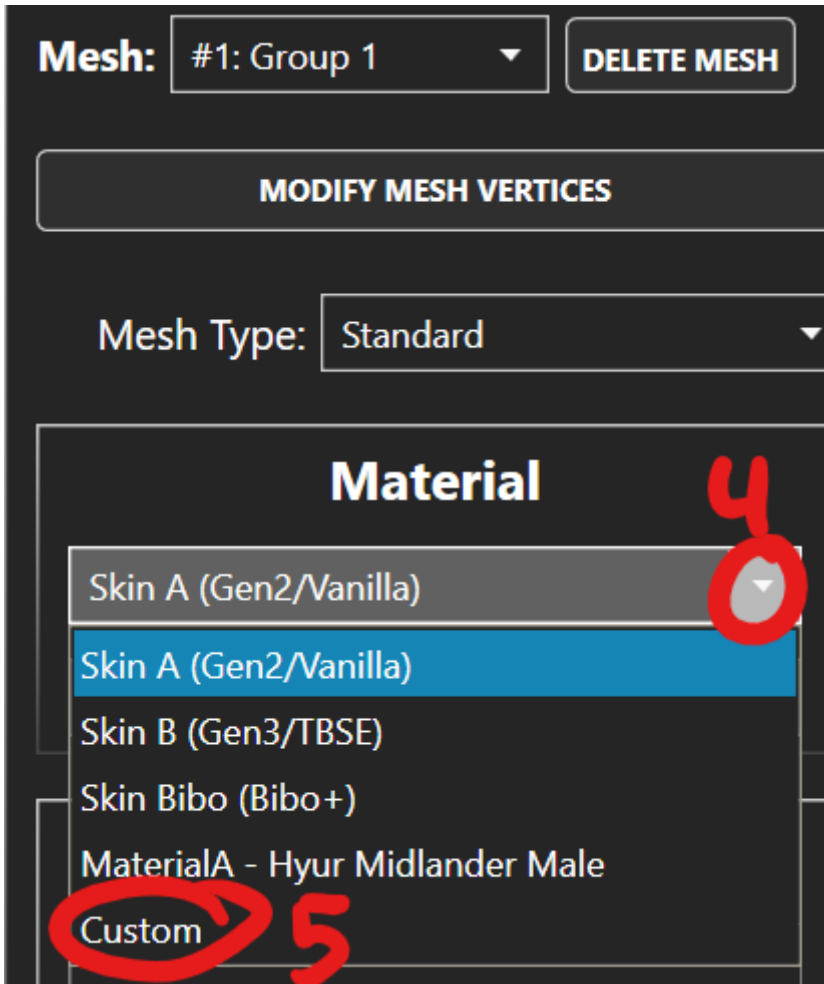 Mesh: #1: Group 1 DELETE MESH
MODIFY MESH VERTICES
Mesh Type: Standard
Material 4
Skin A (Gen2/Vanilla)
Skin A (Gen2/Vanilla)
Skin B (Gen3/TBSE)
Skin Bibo (Bibo+)
MaterialA - Hyur Midlander Male
Custom 5